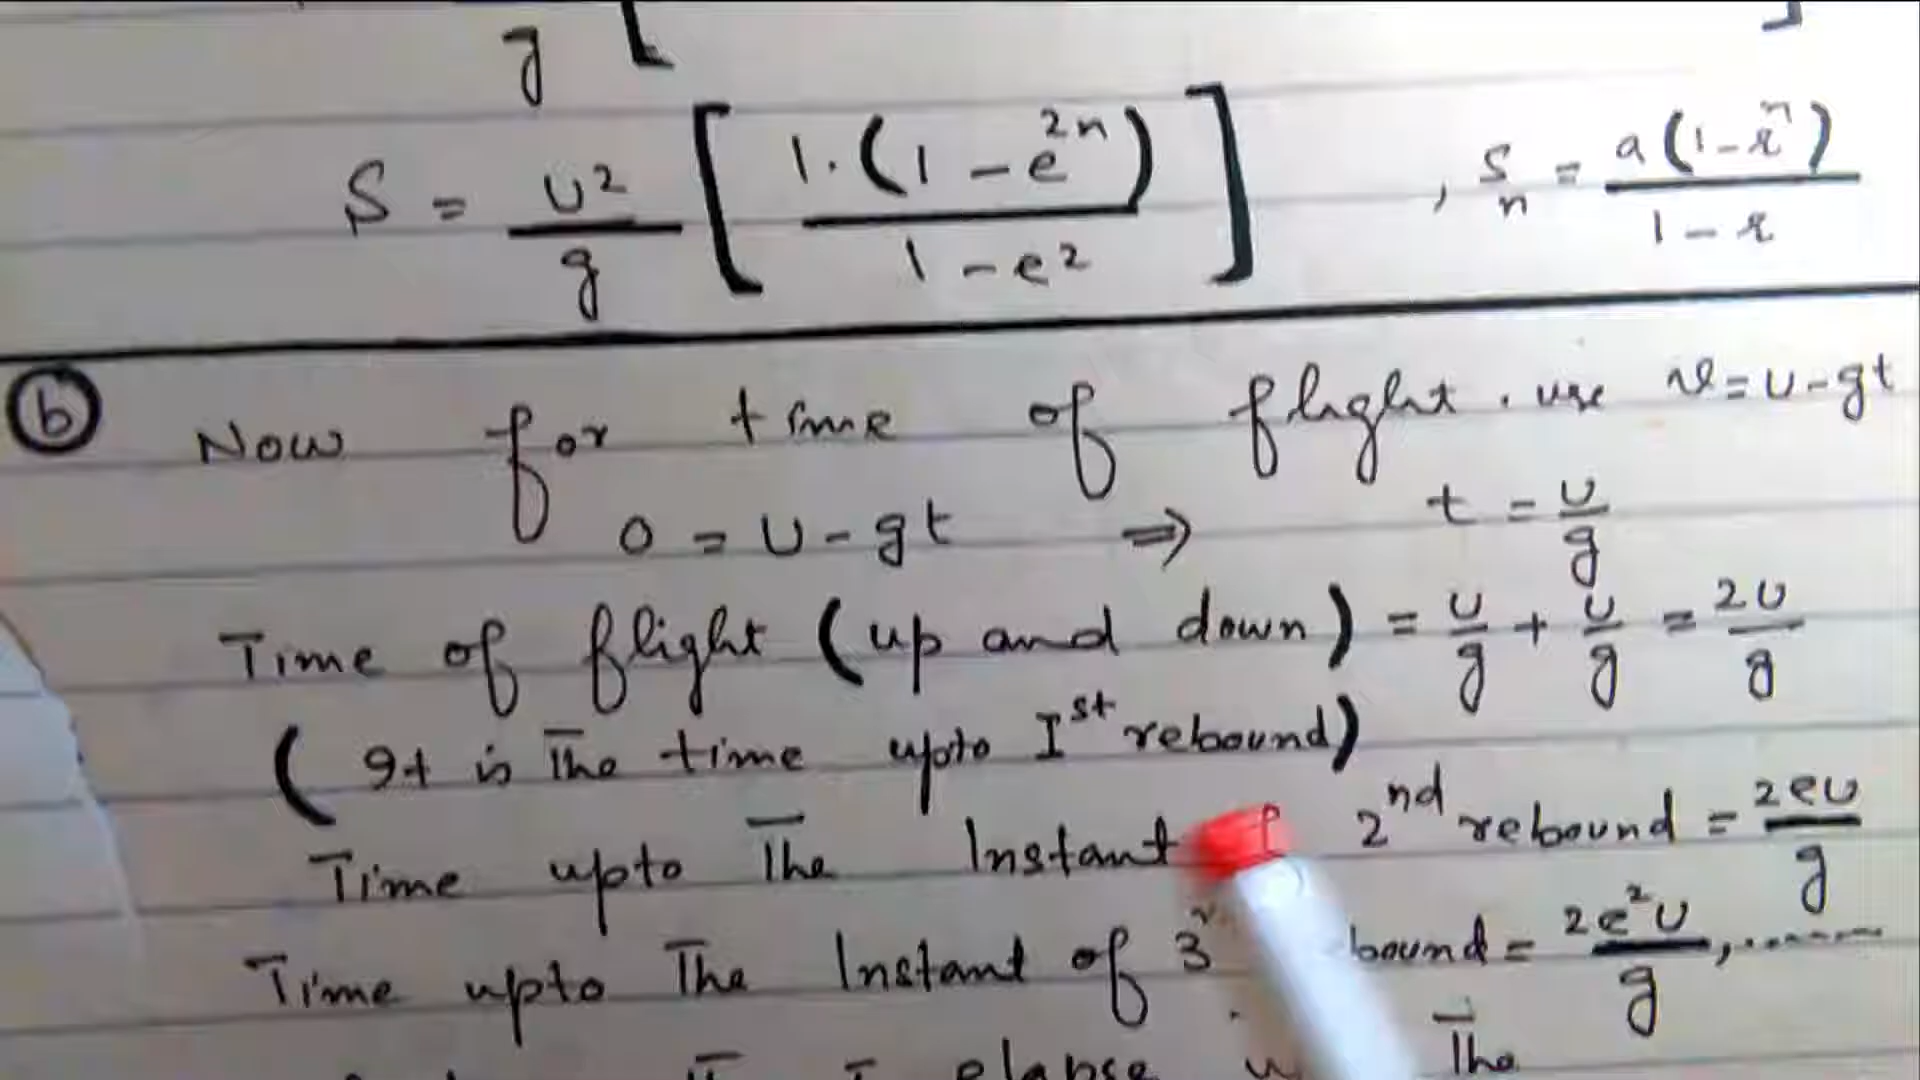 g [ ]
S = U²/g [ 1·(1 - e²ⁿ) / 1 - e² ] , Sₙ = a(1-rⁿ) / 1 - r
(b) Now for time of flight. use v = U - gt
0 = U - gt ⇒ t = U/g
Time of flight (up and down) = U/g + U/g = 2U/g
( It is The time upto Ist rebound)
Time upto The Instant 2nd rebound = 2eU/g
Time upto The Instant of 3 bound = 2e²U/g , ........
elapse The